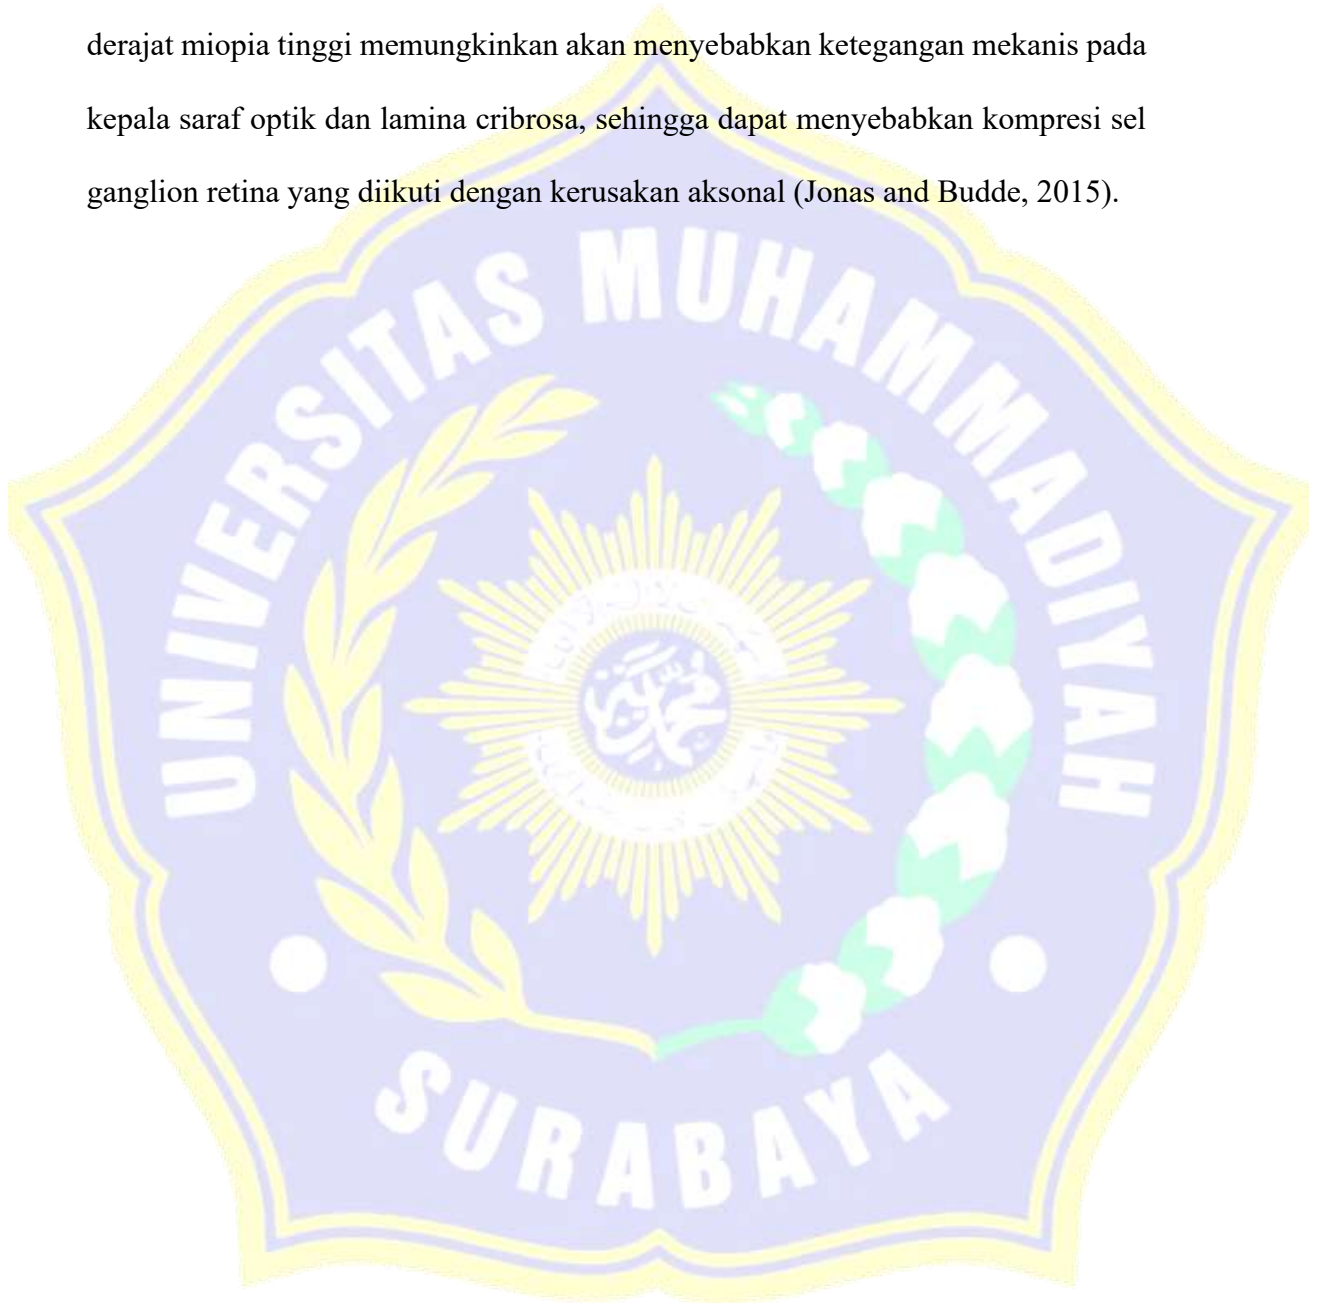 derajat miopia tinggi memungkinkan akan menyebabkan ketegangan mekanis pada
kepala saraf optik dan lamina cribrosa, sehingga dapat menyebabkan kompresi sel
ganglion retina yang diikuti dengan kerusakan aksonal (Jonas and Budde, 2015).
UNIVERSITAS MUHAMMADIYAH
SURABAYA